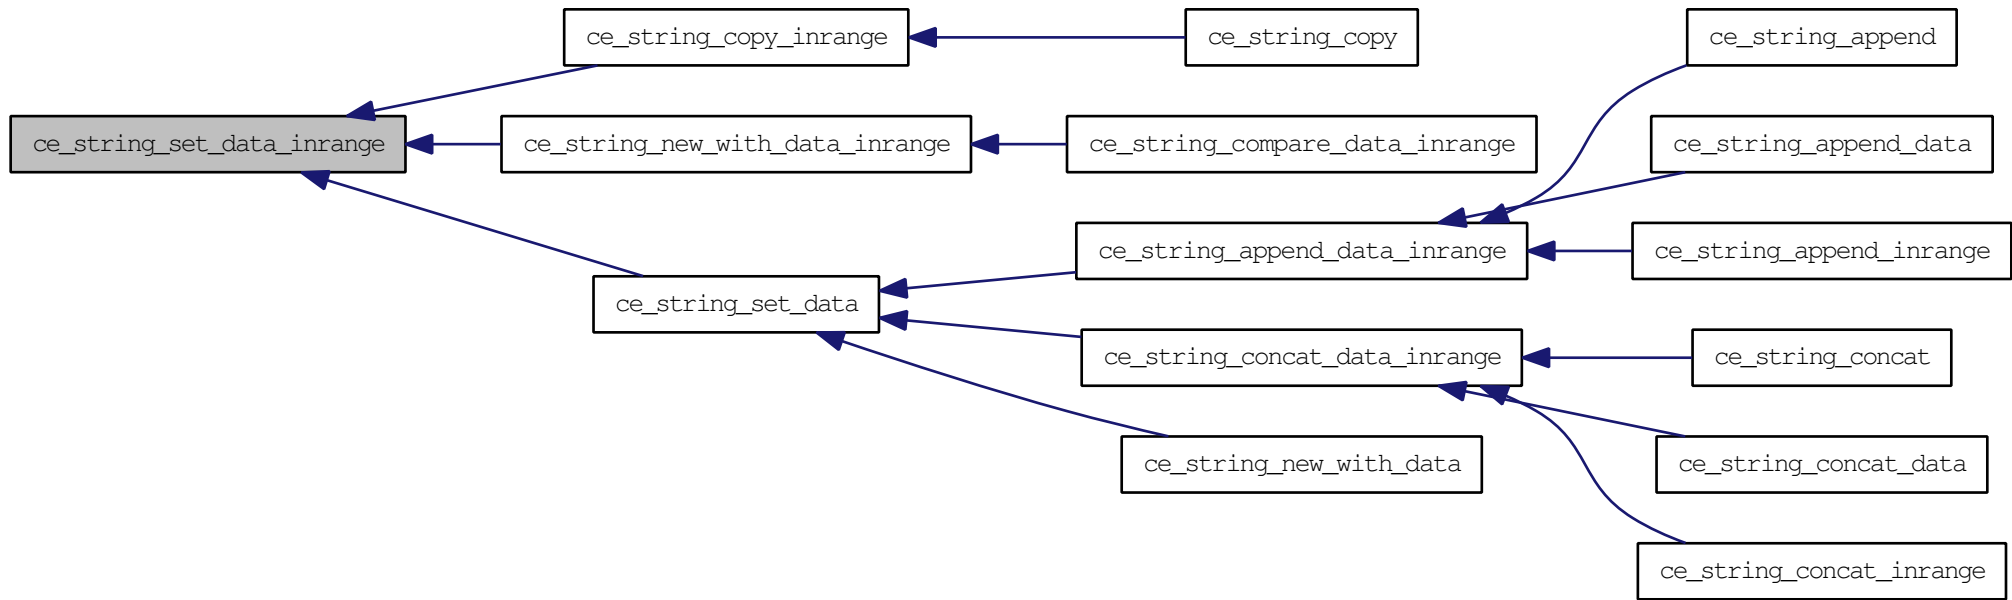 ce_string_copy_inrange
ce_string_copy
ce_string_append
ce_string_set_data_inrange
ce_string_new_with_data_inrange
ce_string_compare_data_inrange
ce_string_append_data
ce_string_append_data_inrange
ce_string_append_inrange
ce_string_set_data
ce_string_concat_data_inrange
ce_string_concat
ce_string_new_with_data
ce_string_concat_data
ce_string_concat_inrange